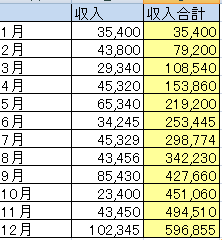 収入 収入合計
1月 35,400 35,400
2月 43,800 79,200
3月 29,340 108,540
4月 45,320 153,860
5月 65,340 219,200
6月 34,245 253,445
7月 45,329 298,774
8月 43,456 342,230
9月 85,430 427,660
10月 23,400 451,060
11月 43,450 494,510
12月 102,345 596,855